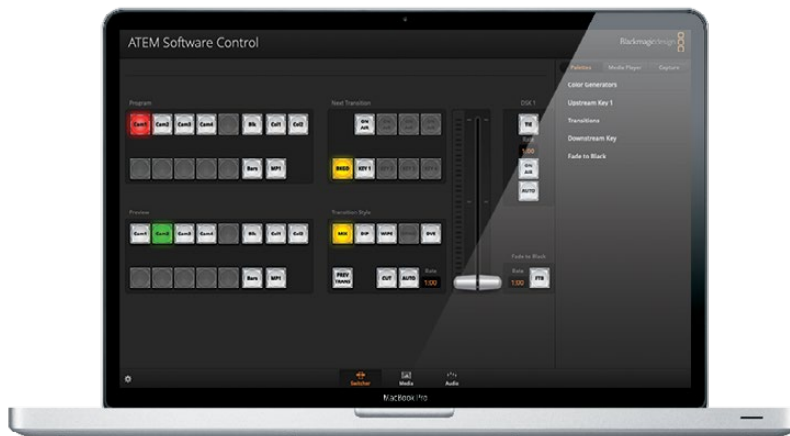 ATEM Software Control
Blackmagicdesign
Palettes Media Player Capture
Color Generators
Upstream Key 1
Transitions
Downstream Key
Fade to Black
Program
Cam1 Cam2 Cam3 Cam4 Blk Col1 Col2
Bars MP1
Next Transition
ON AIR
BKGD KEY 1
DSK 1
TIE
Rate
1:00
ON AIR
AUTO
Preview
Cam1 Cam2 Cam3 Cam4 Blk Col1 Col2
Bars MP1
Transition Style
MIX DIP WIPE DVE
PREV TRANS CUT AUTO Rate 1:00
Fade to Black
Rate
1:00 FTB
Switcher Media Audio
MacBook Pro